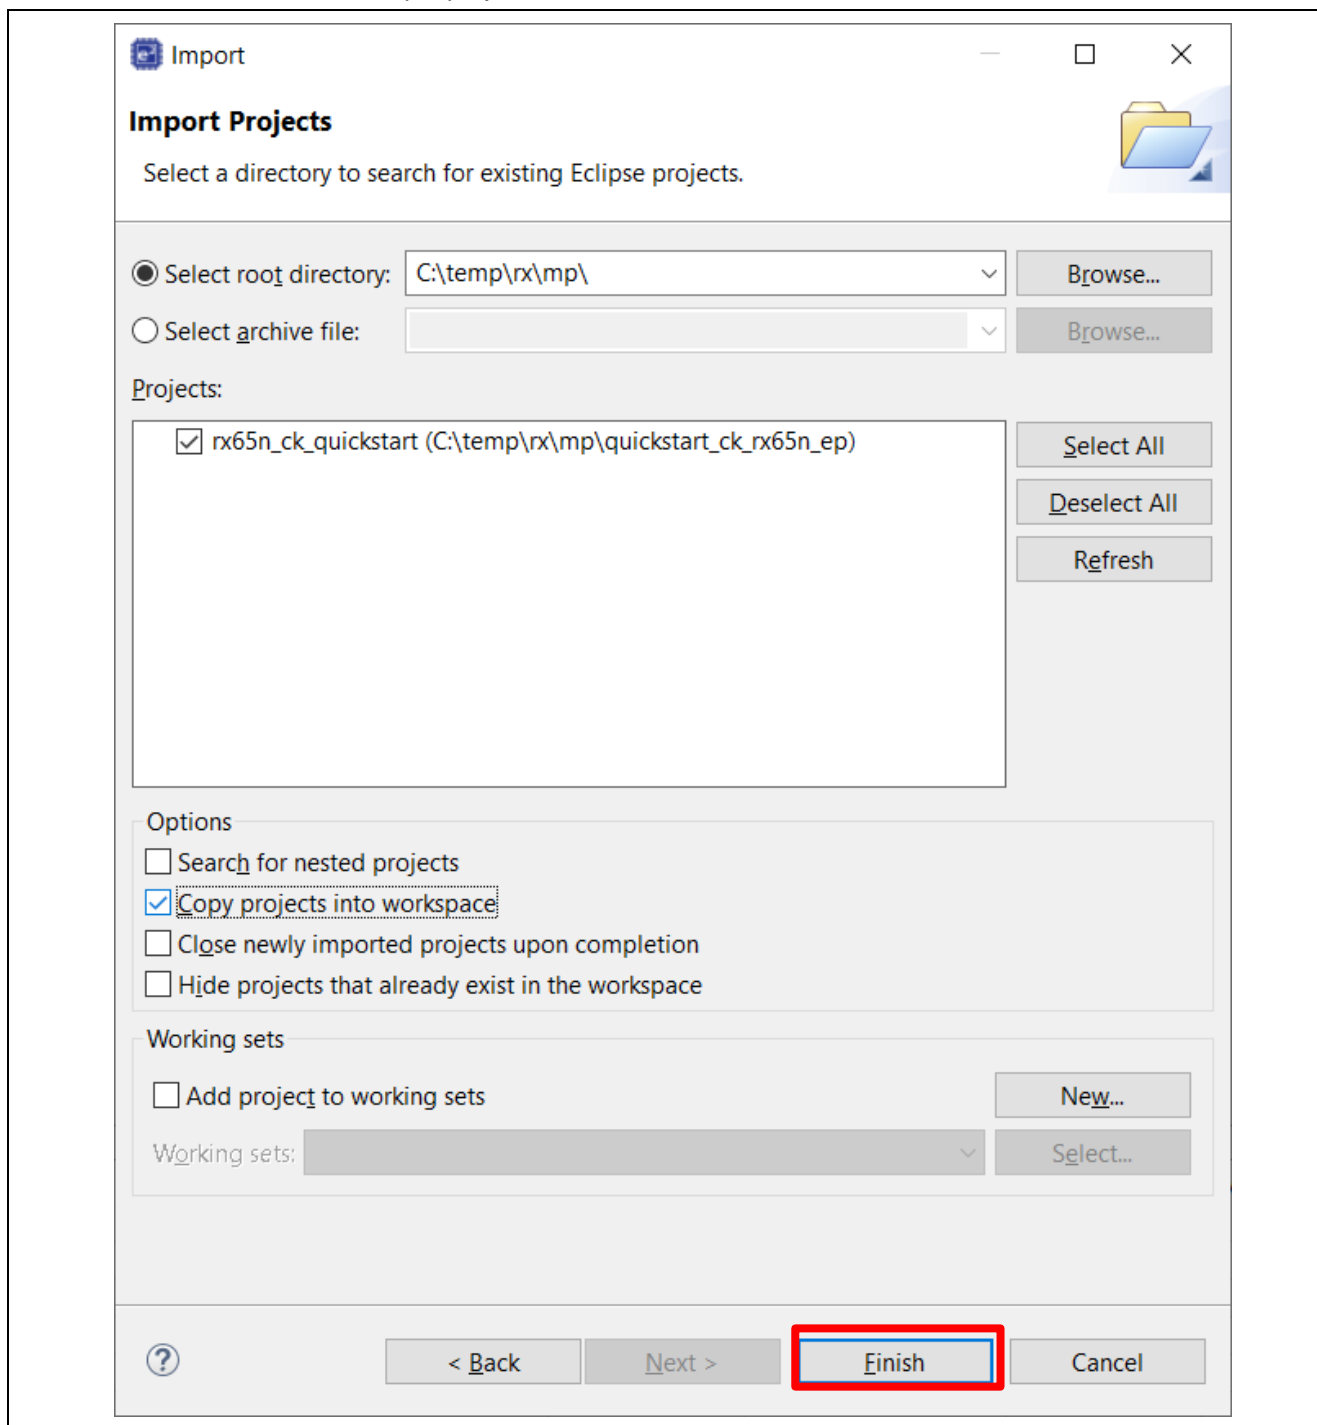 Import
Import Projects
Select a directory to search for existing Eclipse projects.
Select root directory: C:\temp\rx\mp\ Browse...
Select archive file: Browse...
Projects:
rx65n_ck_quickstart (C:\temp\rx\mp\quickstart_ck_rx65n_ep)
Select All
Deselect All
Refresh
Options
Search for nested projects
Copy projects into workspace
Close newly imported projects upon completion
Hide projects that already exist in the workspace
Working sets
Add project to working sets New...
Working sets: Select...
< Back Next > Finish Cancel